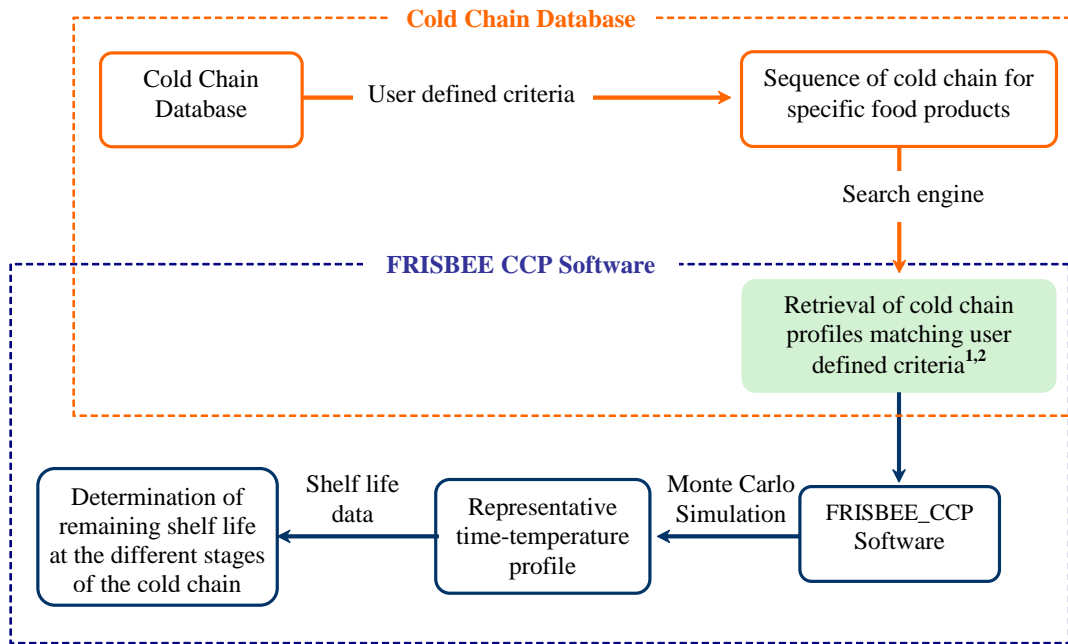 Cold Chain Database
Cold Chain
Database
User defined criteria
Sequence of cold chain for
specific food products
Search engine
FRISBEE CCP Software
Retrieval of cold chain
profiles matching user
defined criteria1,2
Determination of
remaining shelf life
at the different stages
of the cold chain
Shelf life
data
Representative
time-temperature
profile
Monte Carlo
Simulation
FRISBEE_CCP
Software